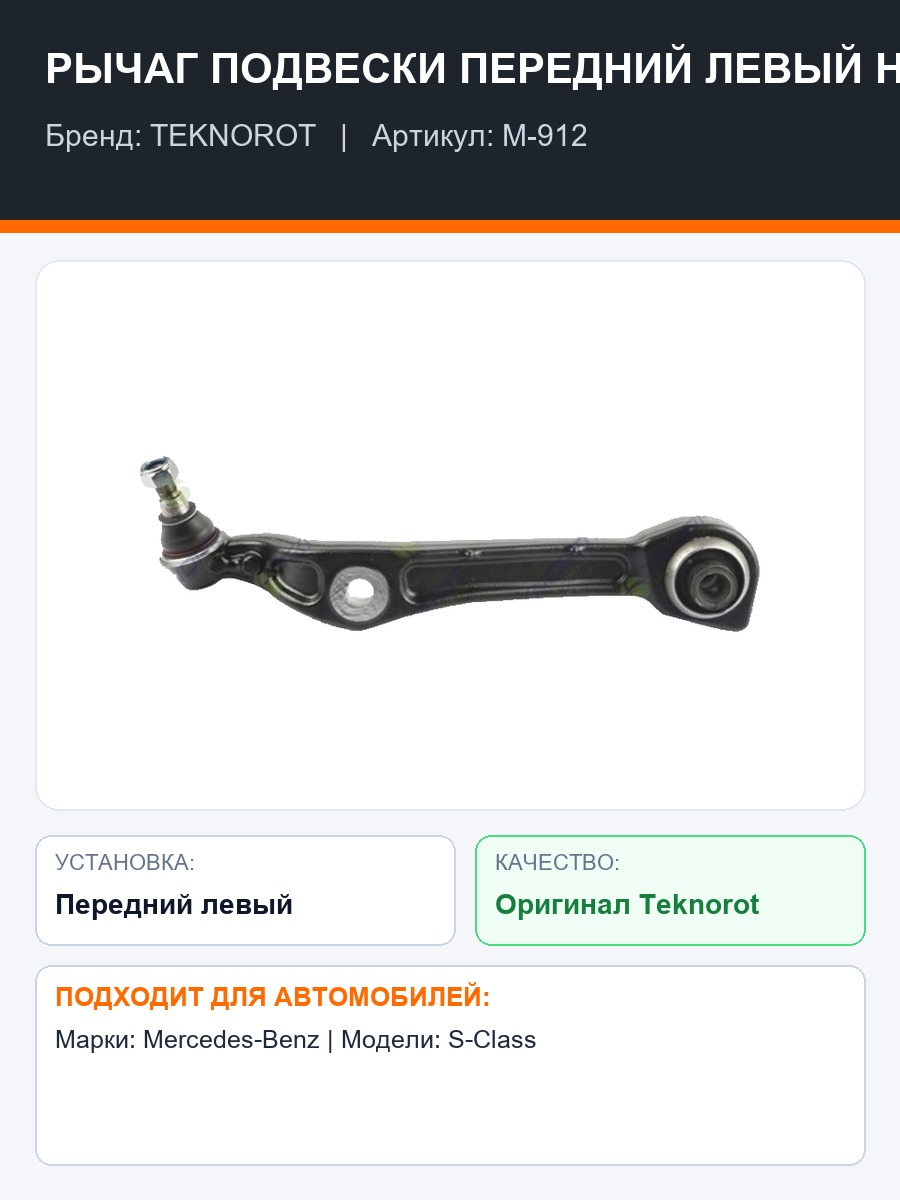 РЫЧАГ ПОДВЕСКИ ПЕРЕДНИЙ ЛЕВЫЙ Н
Бренд: TEKNOROT | Артикул: M-912
УСТАНОВКА:
Передний левый
КАЧЕСТВО:
Оригинал Teknorot
ПОДХОДИТ ДЛЯ АВТОМОБИЛЕЙ:
Марки: Mercedes-Benz | Модели: S-Class